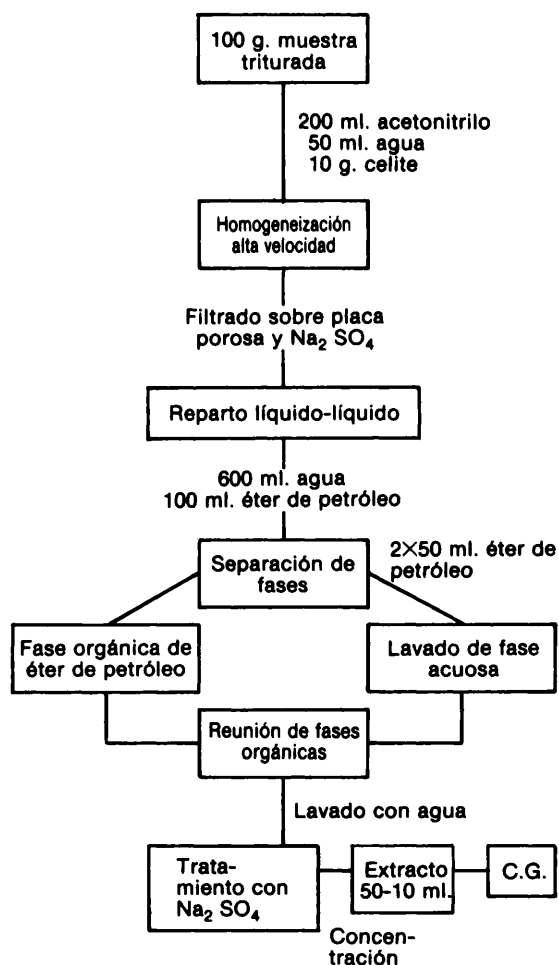 100 g. muestra
triturada
200 ml. acetonitrilo
50 ml. agua
10 g. celite
Homogeneización
alta velocidad
Filtrado sobre placa
porosa y Na₂ SO₄
Reparto líquido-líquido
600 ml. agua
100 ml. éter de petróleo
Separación de
fases
2×50 ml. éter de
petróleo
Fase orgánica de
éter de petróleo
Lavado de fase
acuosa
Reunión de fases
orgánicas
Lavado con agua
Trata-
miento con
Na₂ SO₄
Extracto
50-10 ml.
C.G.
Concen-
tración